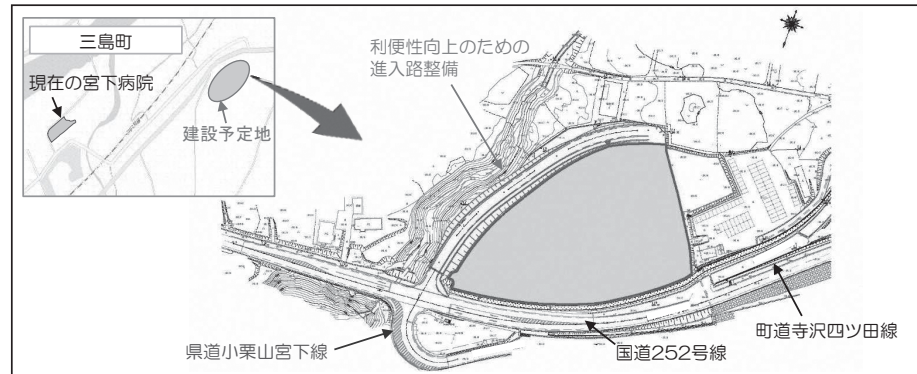 三島町
現在の宮下病院
建設予定地
利便性向上のための
進入路整備
県道小栗山宮下線
国道252号線
町道寺沢四ツ田線